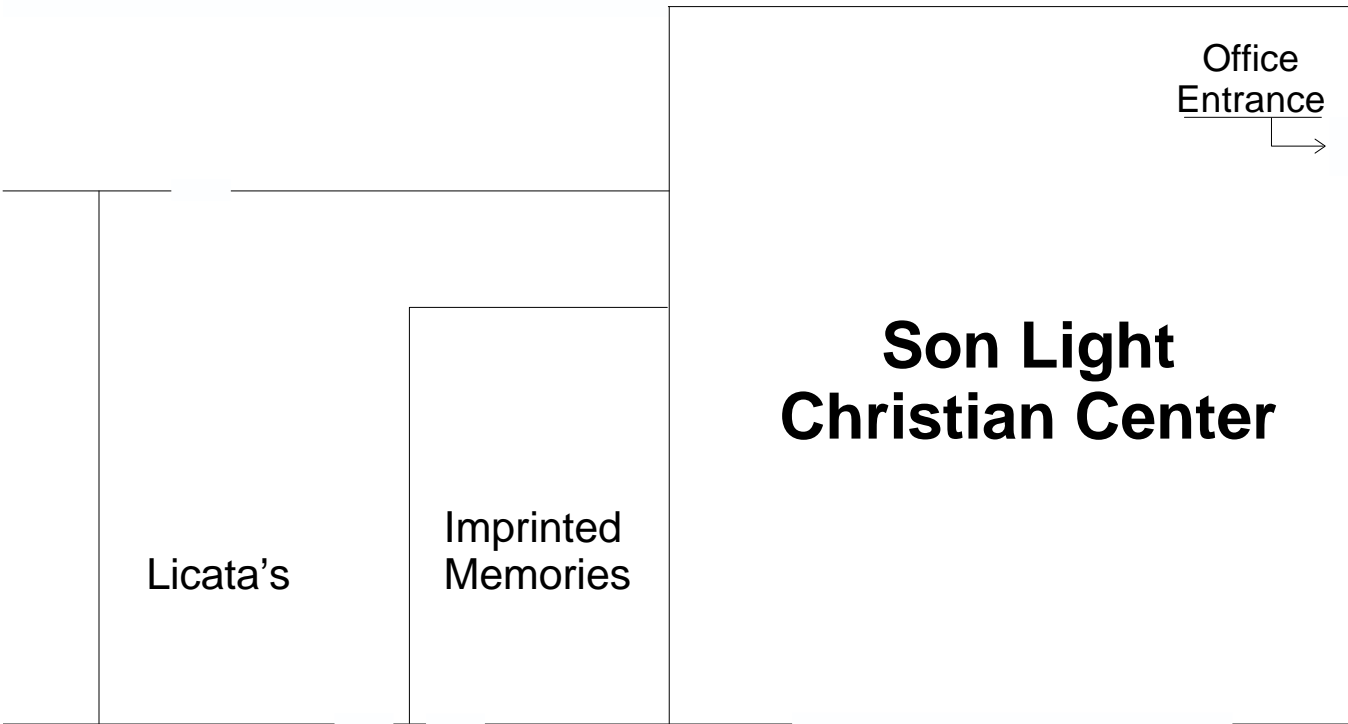 Office
Entrance
Son Light
Christian Center
Imprinted
Memories
Licata’s